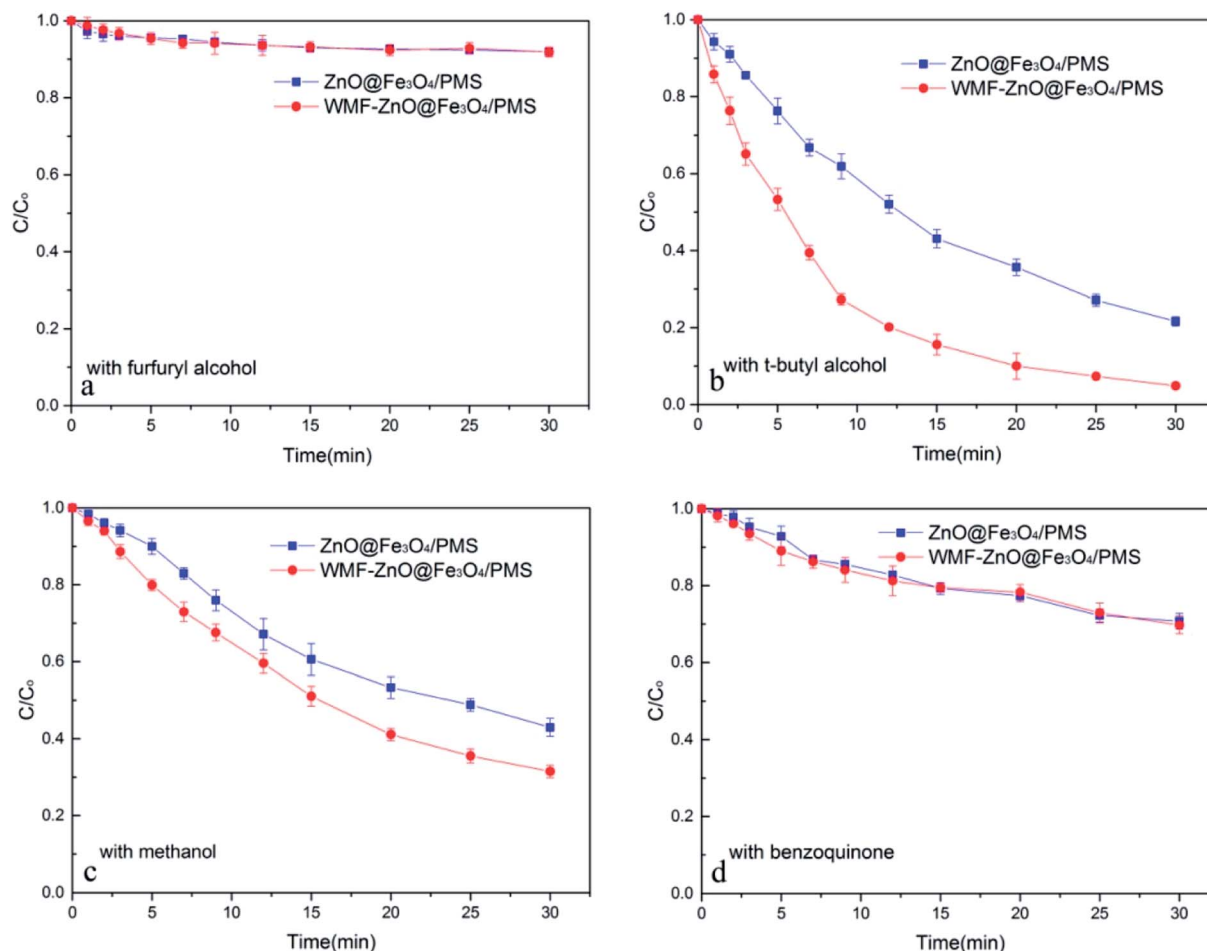 1.0
0.8
0.6
0.4
0.2
0.0
C/C₀
ZnO@Fe₃O₄/PMS
WMF-ZnO@Fe₃O₄/PMS
with furfuryl alcohol
a
0 5 10 15 20 25 30
Time(min)
1.0
0.8
0.6
0.4
0.2
0.0
C/C₀
ZnO@Fe₃O₄/PMS
WMF-ZnO@Fe₃O₄/PMS
with t-butyl alcohol
b
0 5 10 15 20 25 30
Time(min)
1.0
0.8
0.6
0.4
0.2
0.0
C/C₀
ZnO@Fe₃O₄/PMS
WMF-ZnO@Fe₃O₄/PMS
with methanol
c
0 5 10 15 20 25 30
Time(min)
1.0
0.8
0.6
0.4
0.2
0.0
C/C₀
ZnO@Fe₃O₄/PMS
WMF-ZnO@Fe₃O₄/PMS
with benzoquinone
d
0 5 10 15 20 25 30
Time(min)